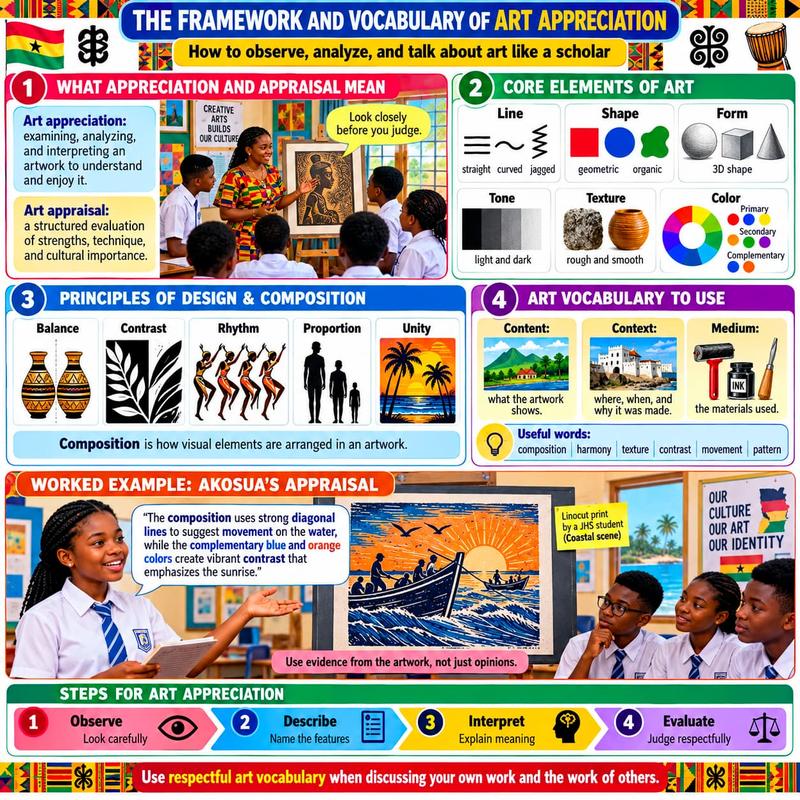 THE FRAMEWORK AND VOCABULARY OF ART APPRECIATION
How to observe, analyze, and talk about art like a scholar
1 WHAT APPRECIATION AND APPRAISAL MEAN
Art appreciation:
examining, analyzing,
and interpreting an
artwork to understand
and enjoy it.
Art appraisal:
a structured evaluation
of strengths, technique,
and cultural importance.
CREATIVE
ARTS
BUILDS
OUR CULTURE
Look closely
before you judge.
2 CORE ELEMENTS OF ART
Line
straight curved jagged
Shape
geometric organic
Form
3D shape
Tone
light and dark
Texture
rough and smooth
Color
Primary
Secondary
Complementary
3 PRINCIPLES OF DESIGN & COMPOSITION
Balance
Contrast
Rhythm
Proportion
Unity
Composition is how visual elements are arranged in an artwork.
4 ART VOCABULARY TO USE
Content:
what the artwork
shows.
Context:
where, when, and
why it was made.
Medium:
INK
the materials used.
Useful words:
composition | harmony | texture | contrast | movement | pattern
WORKED EXAMPLE: AKOSUA'S APPRAISAL
"The composition uses strong diagonal
lines to suggest movement on the water,
while the complementary blue and orange
colors create vibrant contrast that
emphasizes the sunrise."
Linocut print
by a JHS student
(Coastal scene)
OUR
CULTURE
OUR ART
OUR IDENTITY
Use evidence from the artwork, not just opinions.
STEPS FOR ART APPRECIATION
1 Observe
Look carefully
2 Describe
Name the features
3 Interpret
Explain meaning
4 Evaluate
Judge respectfully
Use respectful art vocabulary when discussing your own work and the work of others.